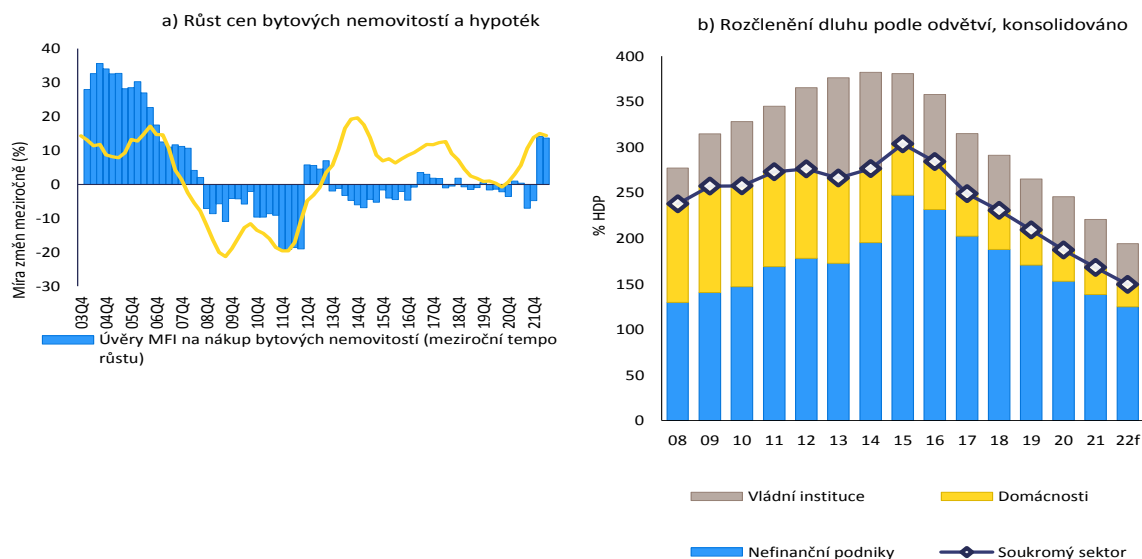 a) Růst cen bytových nemovitostí a hypoték
40
30
20
10
0
-10
-20
-30
Míra změn meziročně (%)
03Q4
04Q4
05Q4
06Q4
07Q4
08Q4
09Q4
10Q4
11Q4
12Q4
13Q4
14Q4
15Q4
16Q4
17Q4
18Q4
19Q4
20Q4
21Q4
Úvěry MFI na nákup bytových nemovitostí (meziroční tempo
růstu)
b) Rozčlenění dluhu podle odvětví, konsolidováno
400
350
300
250
200
150
100
50
0
% HDP
08 09 10 11 12 13 14 15 16 17 18 19 20 21 22f
Vládní instituce Domácnosti
Nefinanční podniky Soukromý sektor